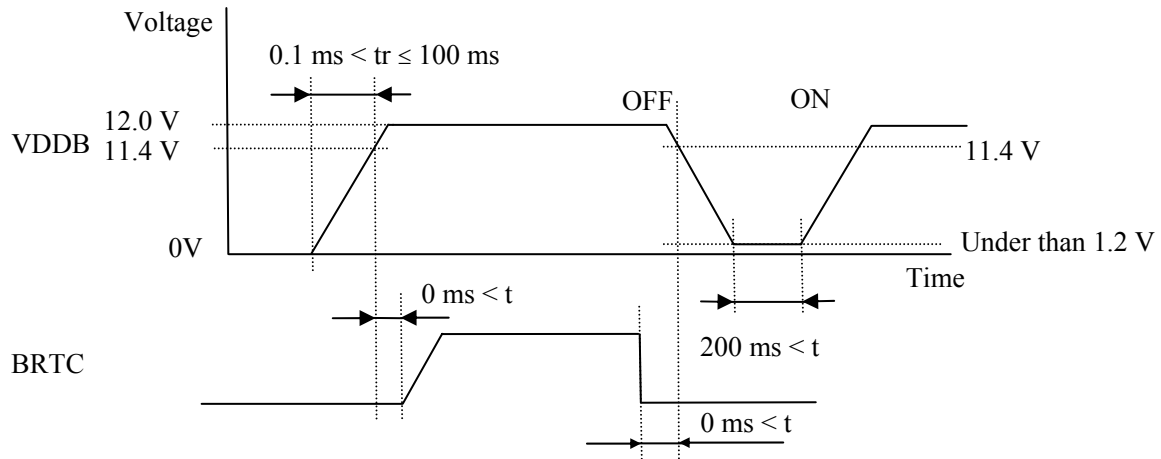 Voltage
0.1 ms < tr ≤ 100 ms
OFF
ON
12.0 V
VDDB
11.4 V
11.4 V
0V
Under than 1.2 V
Time
0 ms < t
200 ms < t
BRTC
0 ms < t